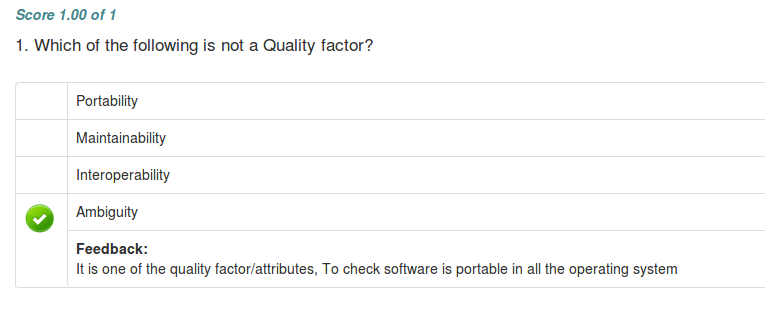 Score 1.00 of 1
1. Which of the following is not a Quality factor?
Portability
Maintainability
Interoperability
Ambiguity
Feedback:
It is one of the quality factor/attributes, To check software is portable in all the operating system